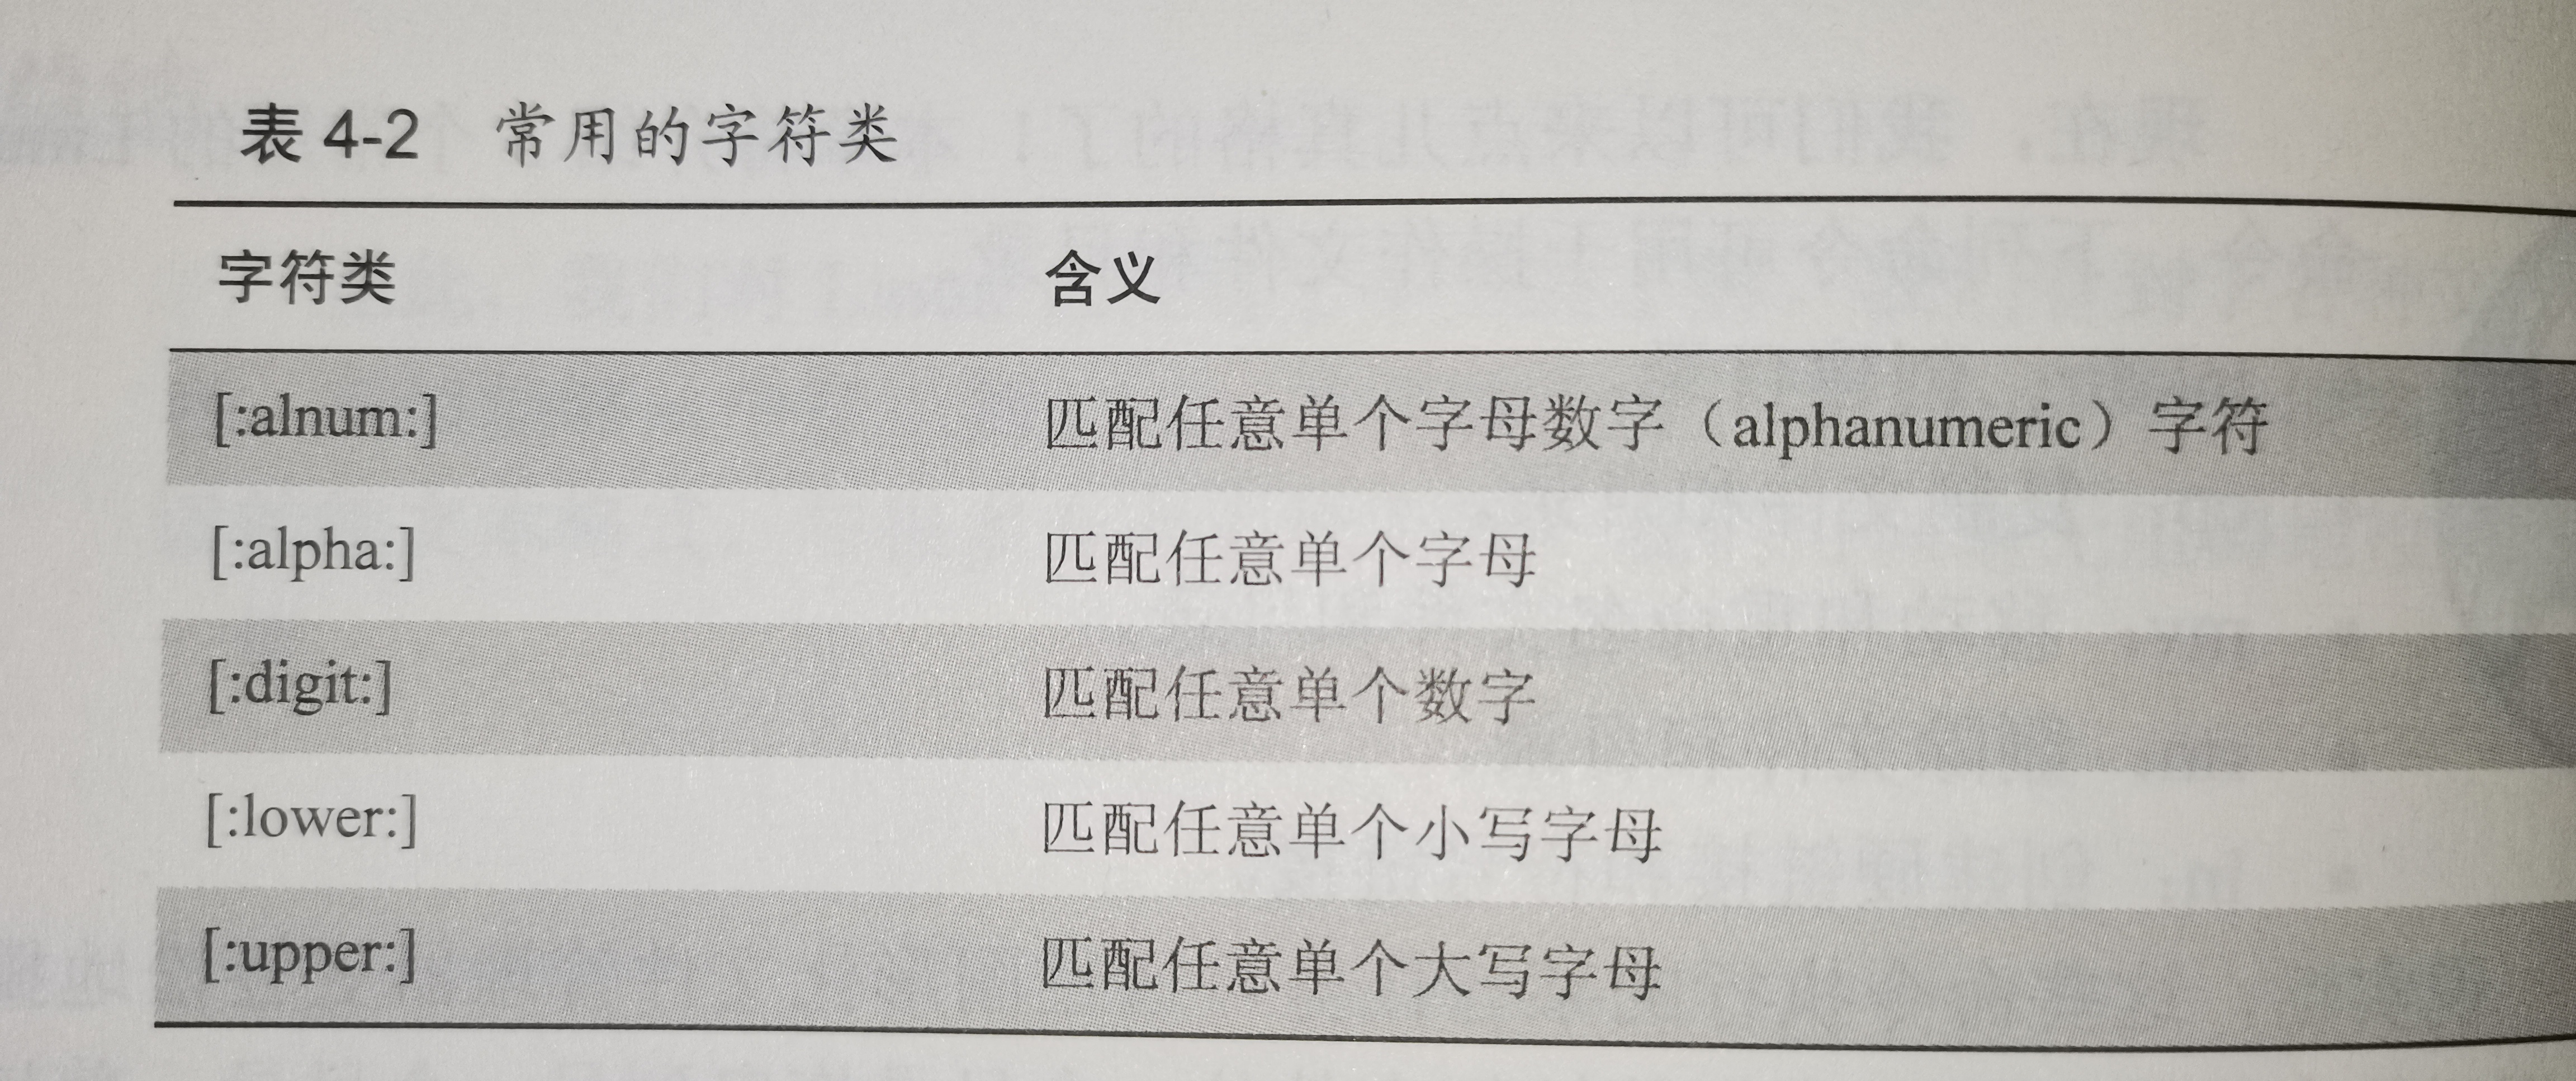 表 4-2 常用的字符类
字符类 含义
[:alnum:] 匹配任意单个字母数字（alphanumeric）字符
[:alpha:] 匹配任意单个字母
[:digit:] 匹配任意单个数字
[:lower:] 匹配任意单个小写字母
[:upper:] 匹配任意单个大写字母